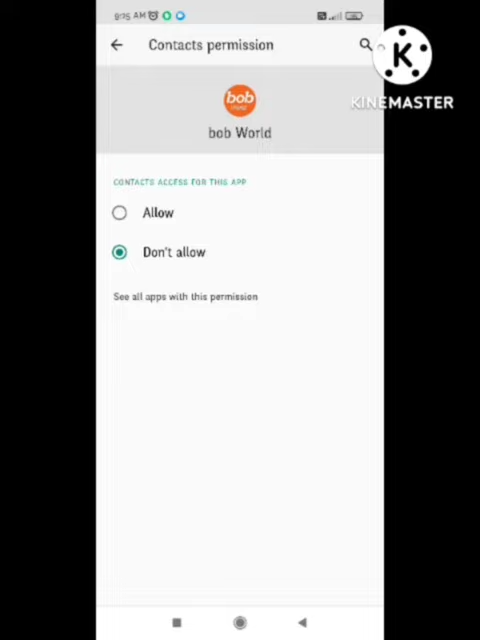 9:25 AM
Contacts permission
KINEMASTER
bob
bob World
CONTACTS ACCESS FOR THIS APP
Allow
Don't allow
See all apps with this permission